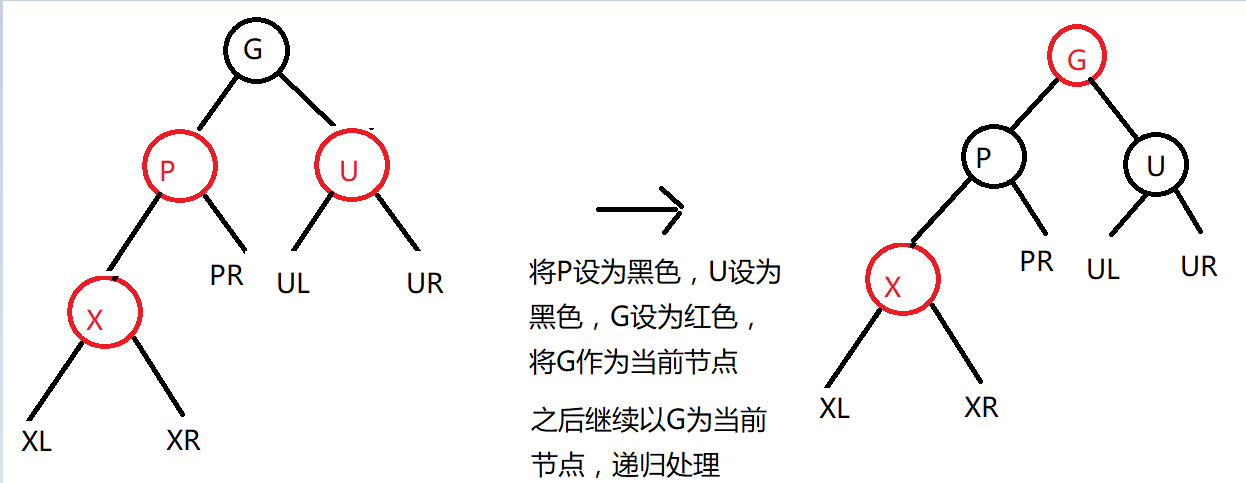 G
P
U
PR
UL
UR
X
XL
XR
将P设为黑色，U设为
黑色，G设为红色，
将G作为当前节点
之后继续以G为当前
节点，递归处理
G
P
U
PR
UL
UR
X
XL
XR